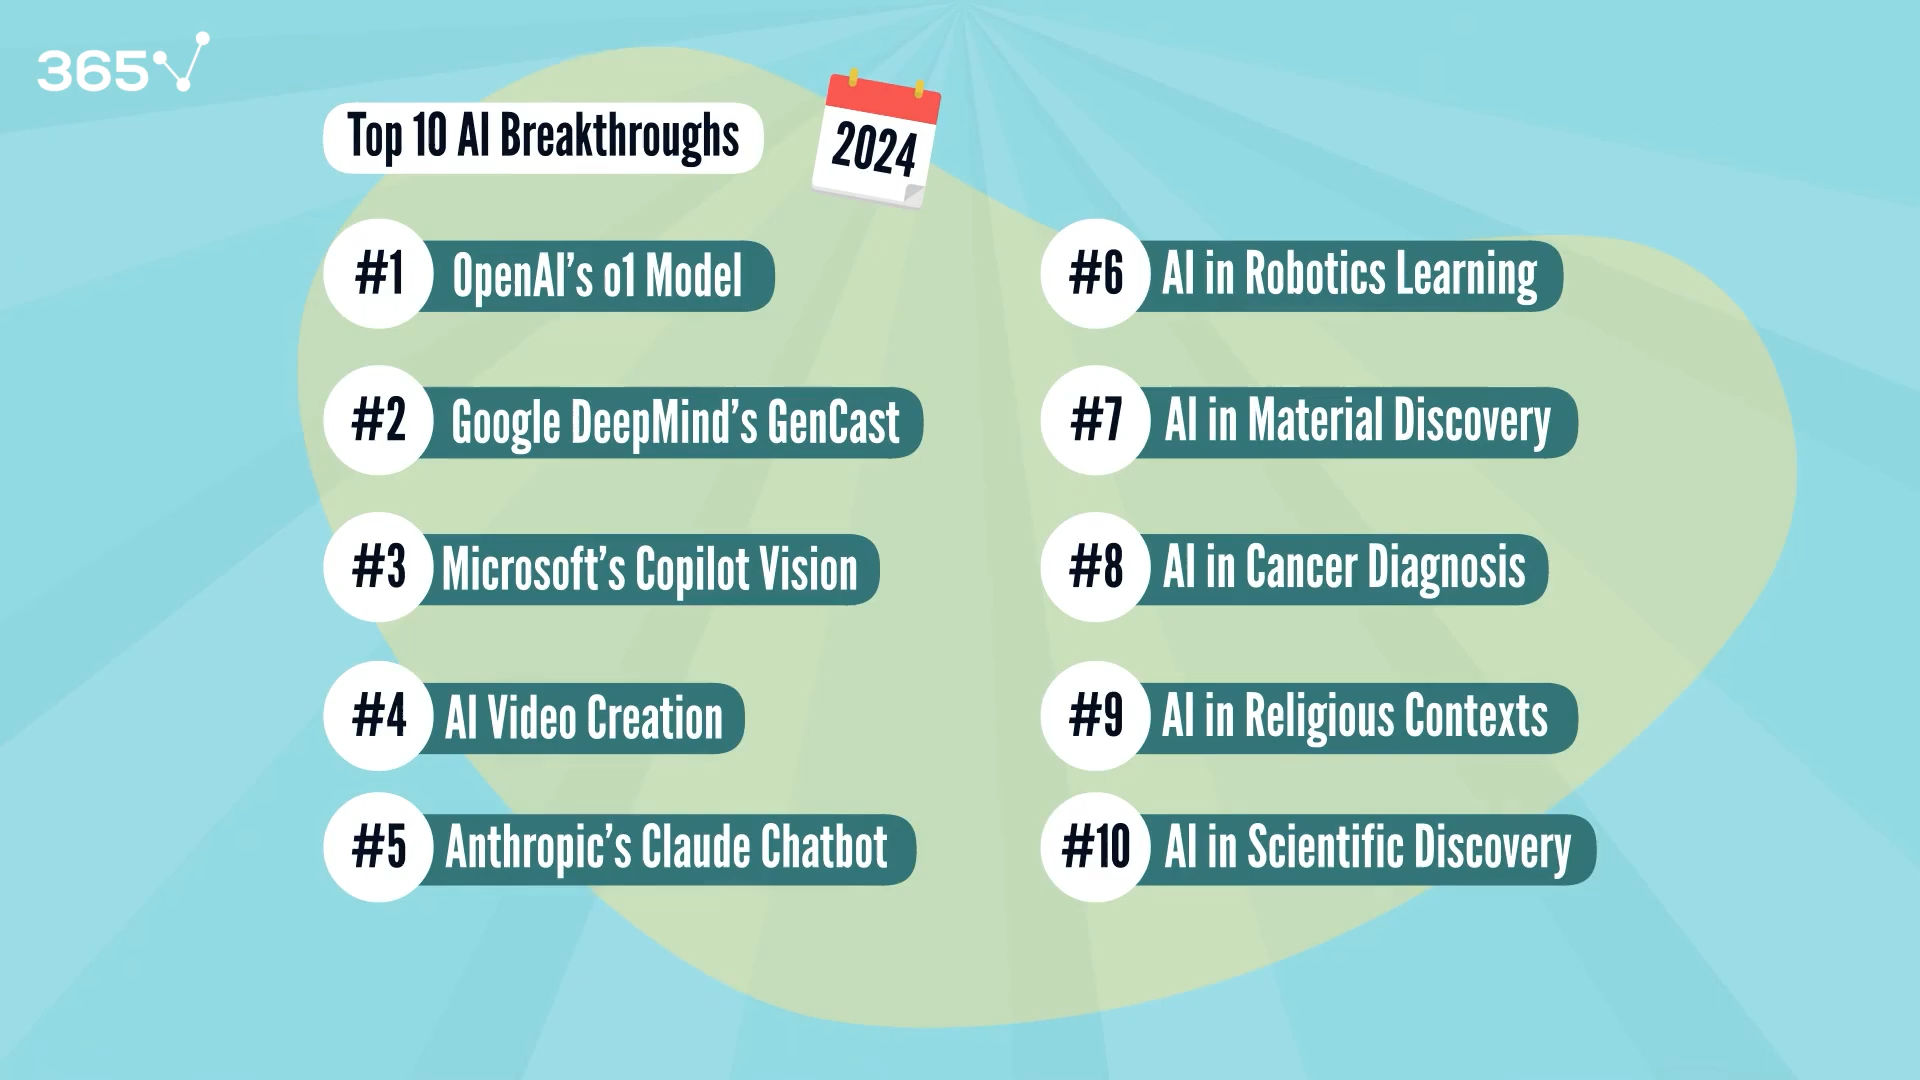 365
Top 10 AI Breakthroughs
2024
#1 OpenAI’s o1 Model
#2 Google DeepMind’s GenCast
#3 Microsoft’s Copilot Vision
#4 AI Video Creation
#5 Anthropic’s Claude Chatbot
#6 AI in Robotics Learning
#7 AI in Material Discovery
#8 AI in Cancer Diagnosis
#9 AI in Religious Contexts
#10 AI in Scientific Discovery